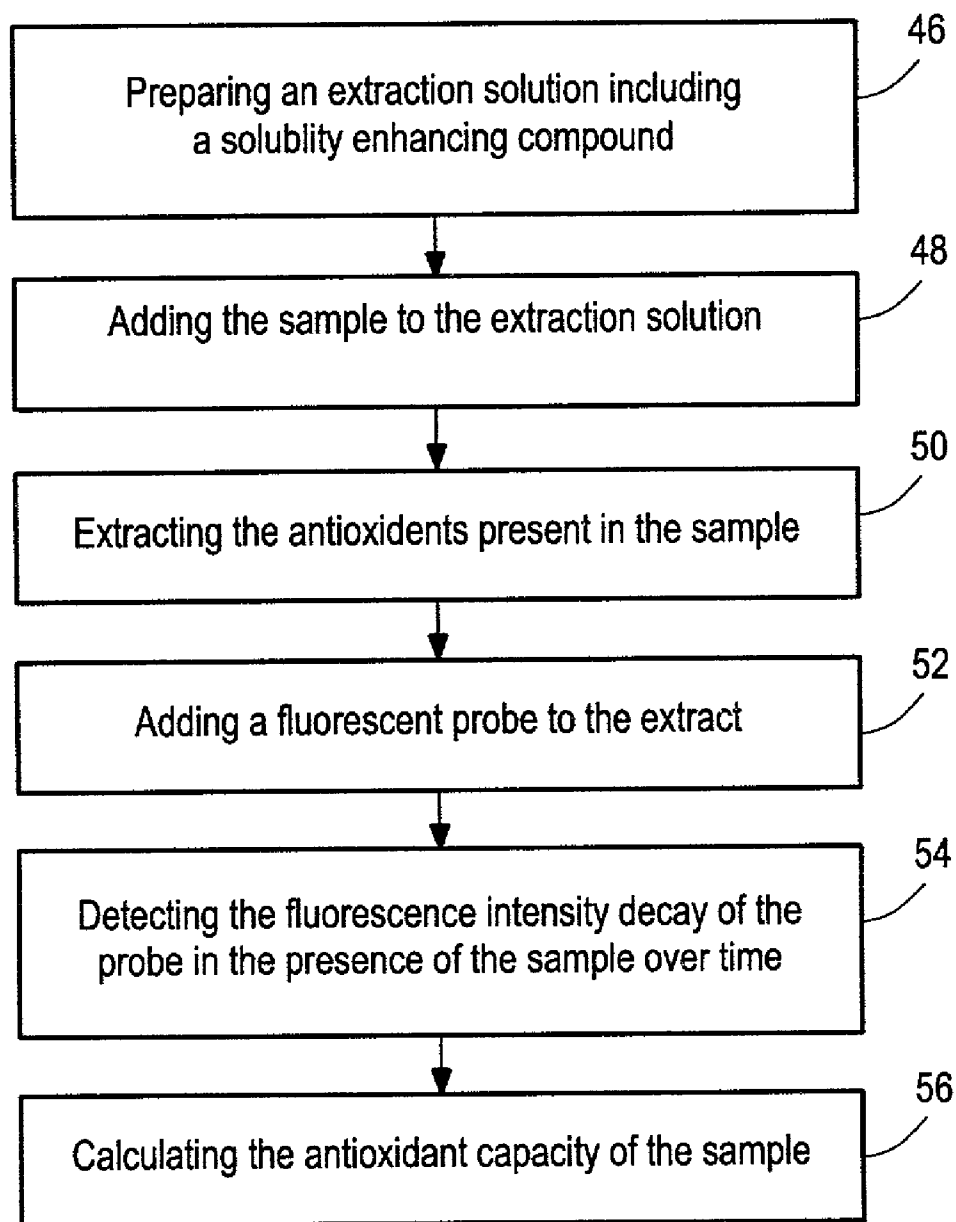 46
Preparing an extraction solution including
a solublity enhancing compound
48
Adding the sample to the extraction solution
50
Extracting the antioxidents present in the sample
52
Adding a fluorescent probe to the extract
54
Detecting the fluorescence intensity decay of the
probe in the presence of the sample over time
56
Calculating the antioxidant capacity of the sample